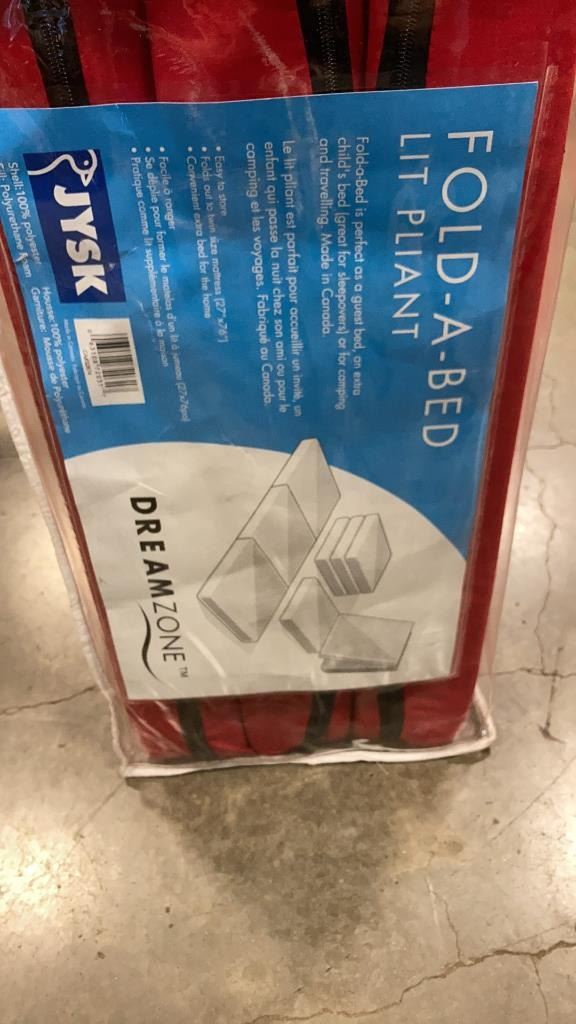 FOLD-A-BED
LIT PLIANT
Fold-a-Bed is perfect as a guest bed, an extra
child's bed (great for sleepovers) or for camping
and travelling. Made in Canada.
Le lit pliant est parfait pour accueillir un invité, un
enfant qui passe la nuit chez son ami ou pour le
camping et les voyages. Fabriqué au Canada.
• Easy to store
• Folds out to twin size mattress (27"x76")
• Convenient extra bed for the home
• Facile à ranger
• Se déplie pour former le matelas d'un lit à jumeau (27x76po)
• Pratique comme lit supplémentaire à la maison
JYSK
Shell:100% polyester
Polyurethane Foam
Housse:100% polyester
Garniture: Mousse de Polyuréthane
DREAMZONE™